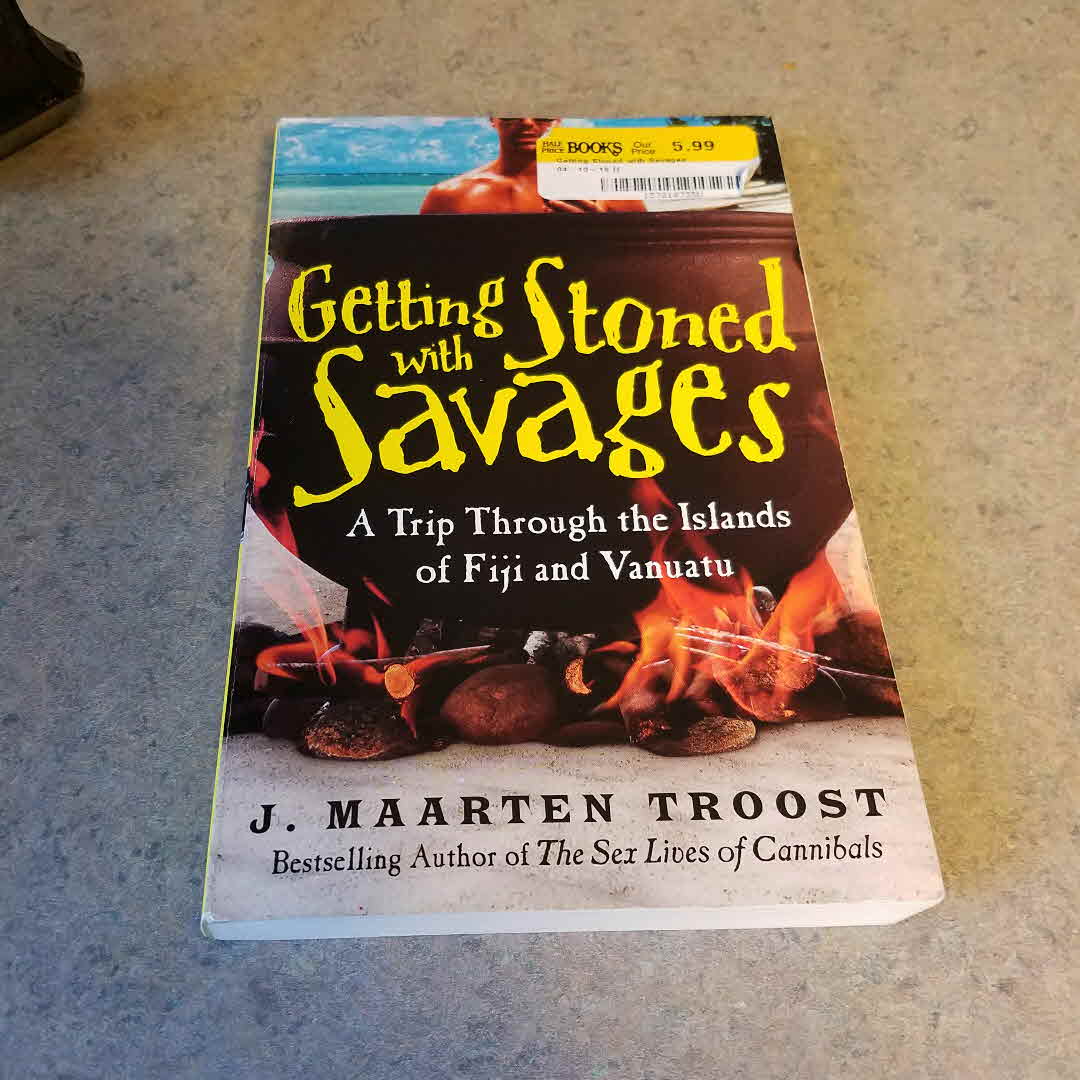 HALF PRICE BOOKS Our Price 5.99
Getting Stoned with Savages
Getting Stoned
with
Savages
A Trip Through the Islands
of Fiji and Vanuatu
J. MAARTEN TROOST
Bestselling Author of The Sex Lives of Cannibals